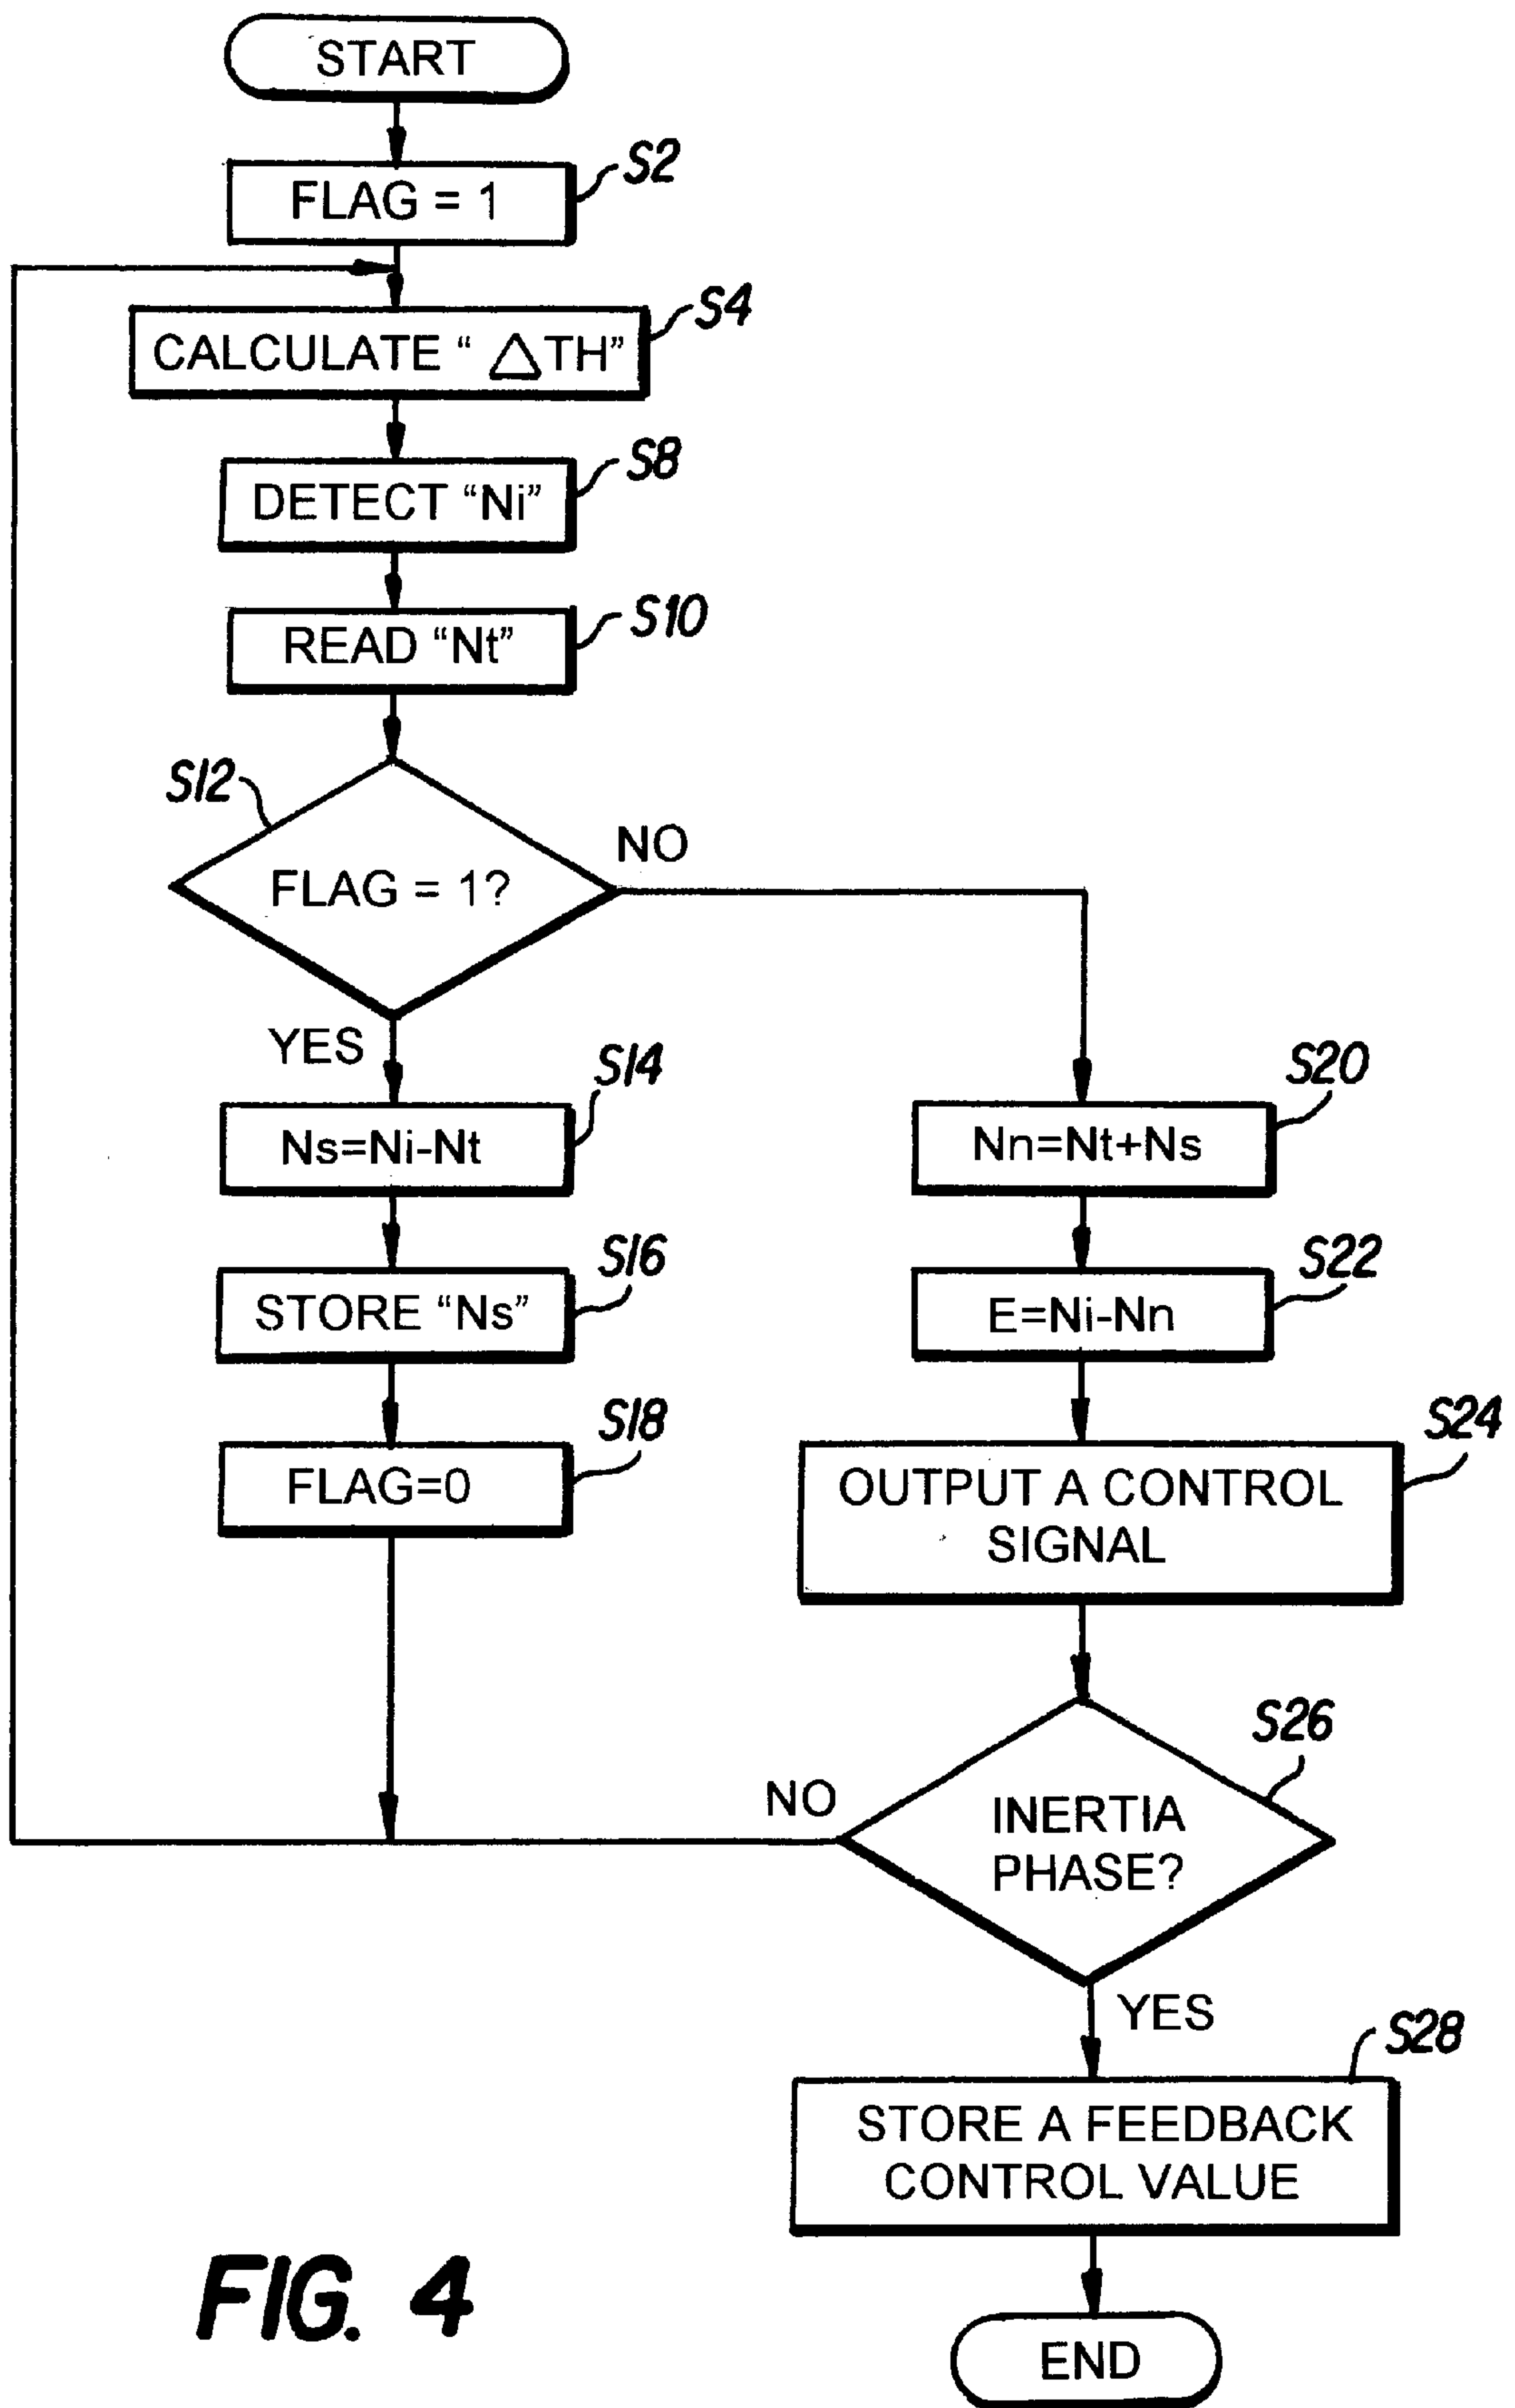 START
S2
FLAG = 1
S4
CALCULATE “ △TH”
S8
DETECT “Ni”
S10
READ “Nt”
S12
FLAG = 1?
NO
YES
S14
Ns=Ni-Nt
S16
STORE “Ns”
S18
FLAG=0
S20
Nn=Nt+Ns
S22
E=Ni-Nn
S24
OUTPUT A CONTROL
SIGNAL
S26
INERTIA
PHASE?
NO
YES
S28
STORE A FEEDBACK
CONTROL VALUE
END
FIG. 4